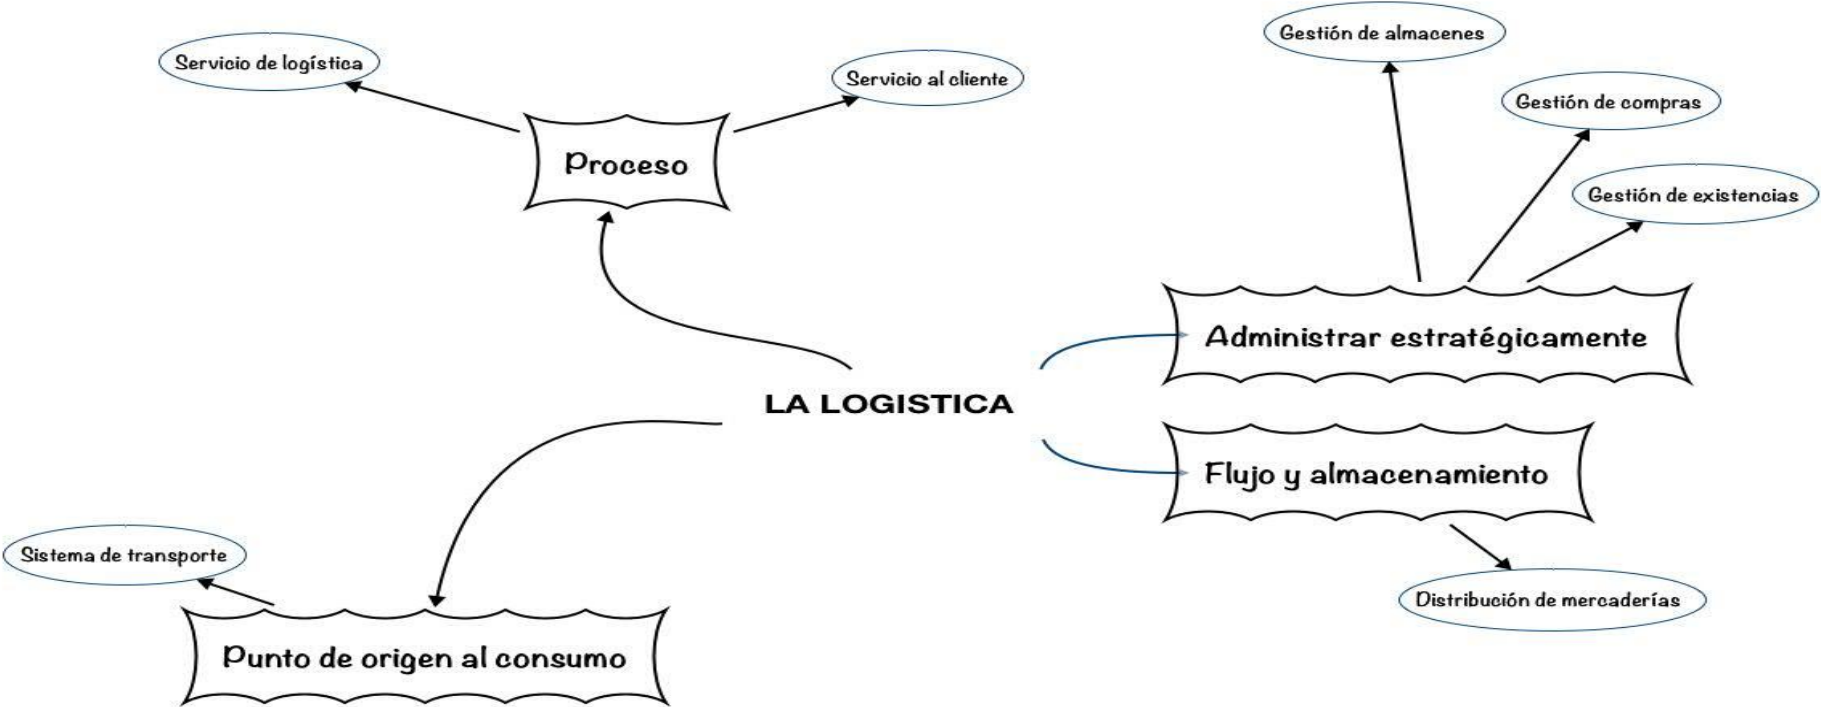 Gestión de almacenes
Servicio de logística
Servicio al cliente
Gestión de compras
Proceso
Gestión de existencias
Administrar estratégicamente
LA LOGISTICA
Flujo y almacenamiento
Sistema de transporte
Distribución de mercaderías
Punto de origen al consumo